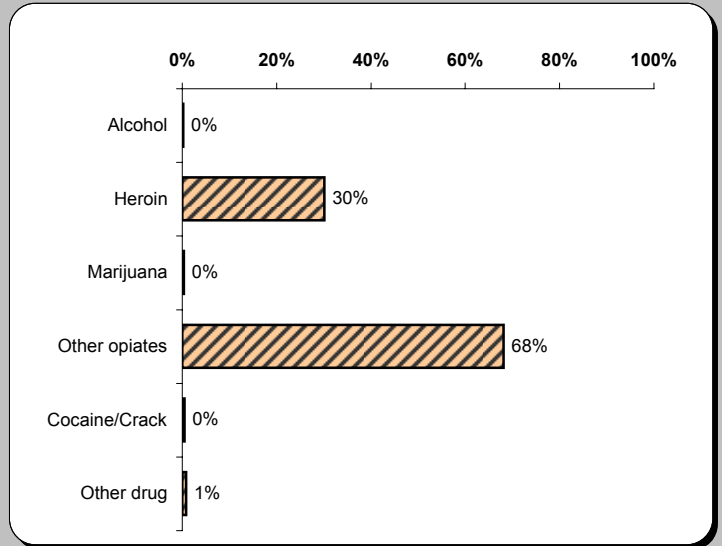 0% 20% 40% 60% 80% 100%
Alcohol 0%
Heroin 30%
Marijuana 0%
Other opiates 68%
Cocaine/Crack 0%
Other drug 1%